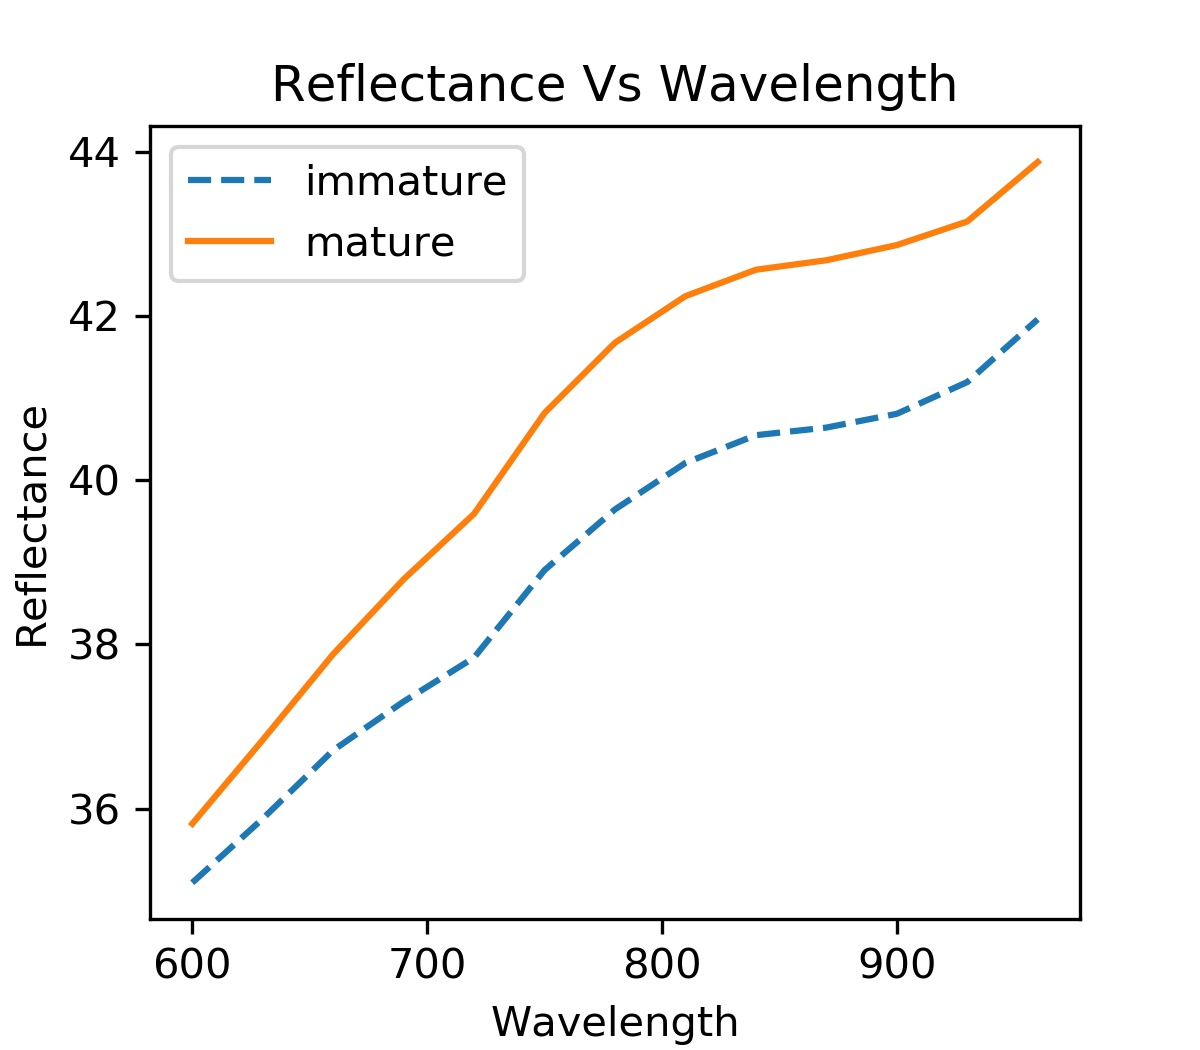 Reflectance Vs Wavelength
immature
mature
44
42
40
38
36
Reflectance
600 700 800 900
Wavelength